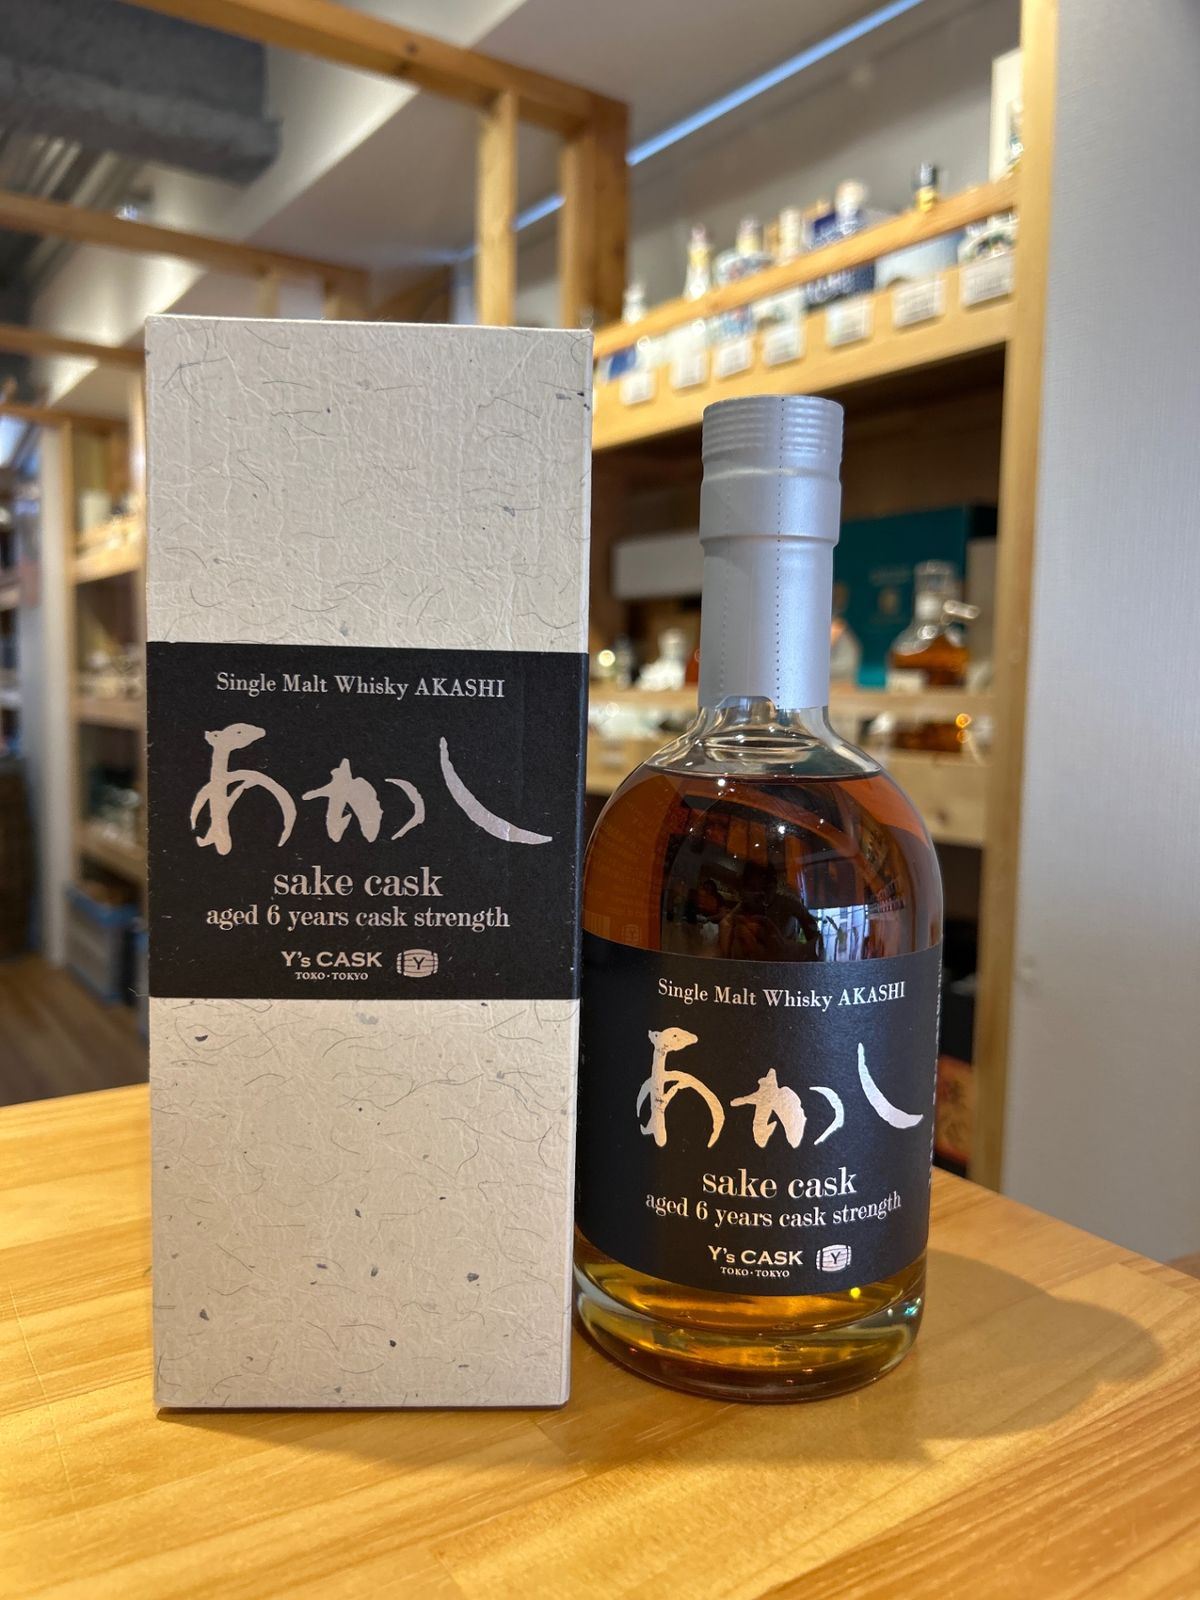 Single Malt Whisky AKASHI
あかし
sake cask
aged 6 years cask strength
Y's CASK
TOKO・TOKYO
Y
Single Malt Whisky AKASHI
あかし
sake cask
aged 6 years cask strength
Y's CASK
TOKO・TOKYO
Y